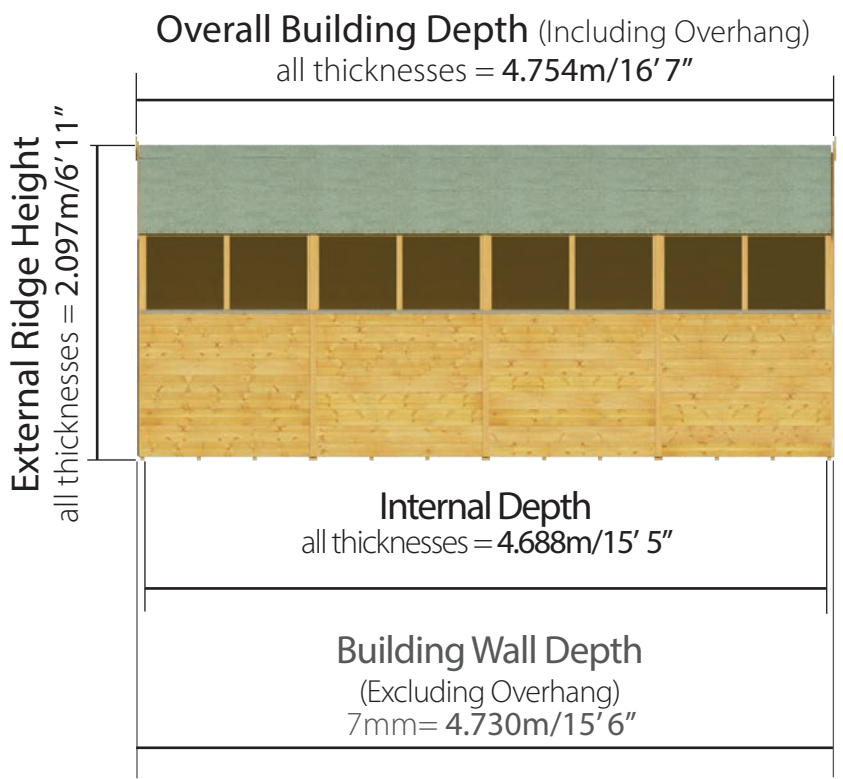 Overall Building Depth (Including Overhang)
all thicknesses = 4.754m/16’ 7”
External Ridge Height
all thicknesses = 2.097m/6’ 11”
Internal Depth
all thicknesses = 4.688m/15’ 5”
Building Wall Depth
(Excluding Overhang)
7mm= 4.730m/15’ 6”